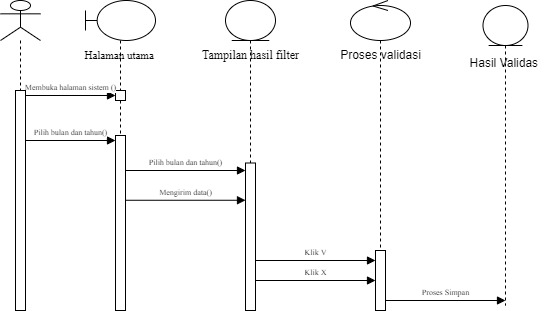 Halaman utama
Tampilan hasil filter
Proses validasi
Hasil Validas
Membuka halaman sistem ()
Pilih bulan dan tahun()
Pilih bulan dan tahun()
Mengirim data()
Klik V
Klik X
Proses Simpan